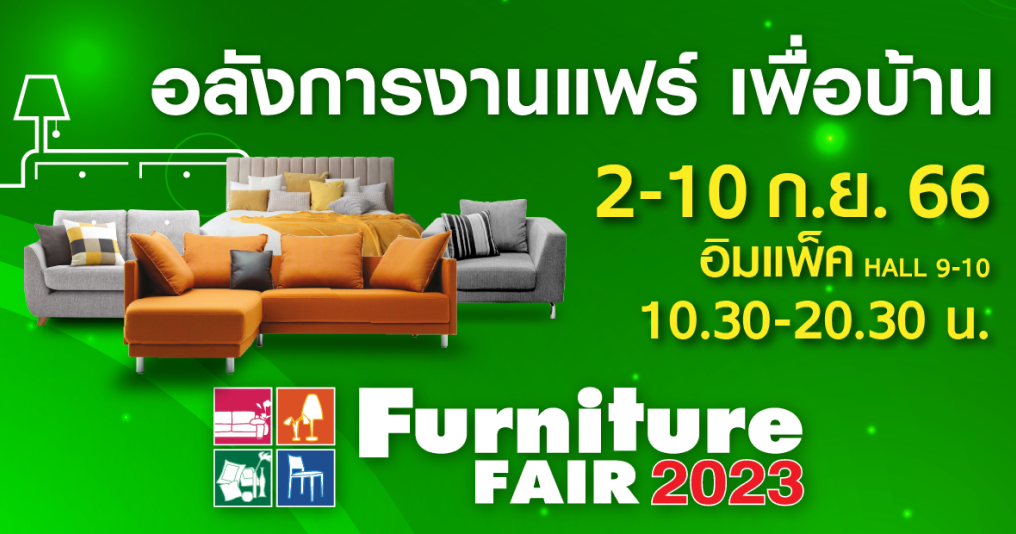 อลังการงานแฟร์ เพื่อบ้าน
2-10 ก.ย. 66
อิมแพ็ค HALL 9-10
10.30-20.30 น.
Furniture
FAIR 2023